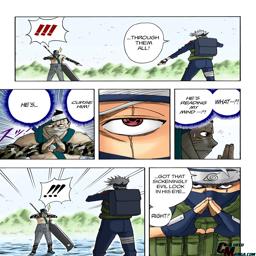 !!!
...THROUGH
THEM
ALL!
WHAT—?!
HE'S
READING
MY
MIND—?!
CURSE
HIM!
HE'S...
!!!
...GOT THAT
SICKENINGLY
EVIL LOOK
IN HIS EYE...
RIGHT?